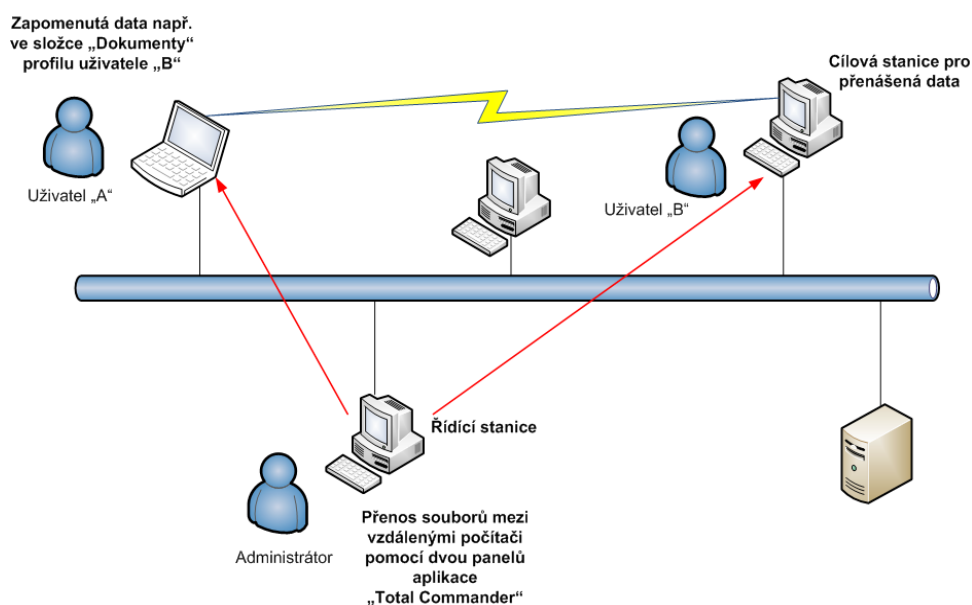 Zapomenutá data např.
ve složce „Dokumenty“
profilu uživatele „B“
Cílová stanice pro
přenášená data
Uživatel „A“
Uživatel „B“
Řídící stanice
Administrátor
Přenos souborů mezi
vzdálenými počítači
pomocí dvou panelů
aplikace
„Total Commander“